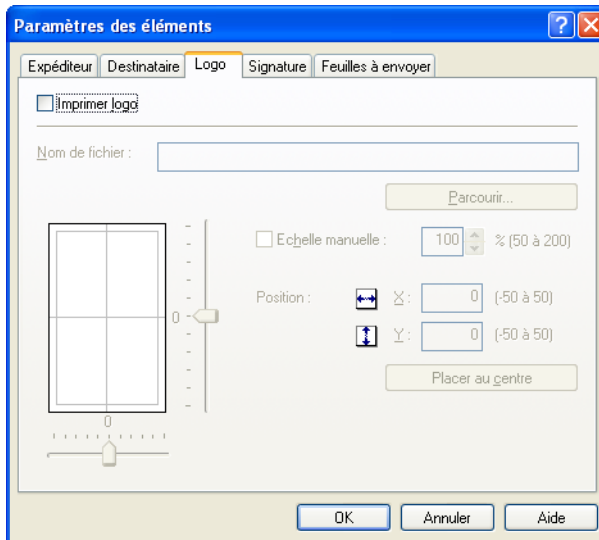 Paramètres des éléments
Expéditeur Destinataire Logo Signature Feuilles à envoyer
Imprimer logo
Nom de fichier :
Parcourir...
Echelle manuelle : 100 % (50 à 200)
Position : X : 0 (-50 à 50)
0
Y : 0 (-50 à 50)
Placer au centre
0
OK Annuler Aide